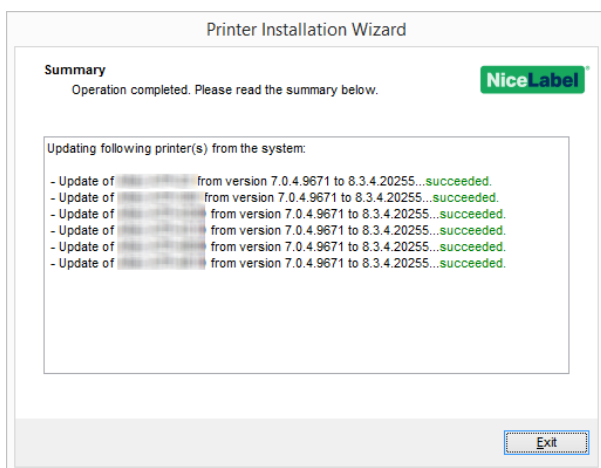 Printer Installation Wizard
Summary
Operation completed. Please read the summary below.
NiceLabel
Updating following printer(s) from the system:
- Update of from version 7.0.4.9671 to 8.3.4.20255...succeeded.
- Update of from version 7.0.4.9671 to 8.3.4.20255...succeeded.
- Update of from version 7.0.4.9671 to 8.3.4.20255...succeeded.
- Update of from version 7.0.4.9671 to 8.3.4.20255...succeeded.
- Update of from version 7.0.4.9671 to 8.3.4.20255...succeeded.
- Update of from version 7.0.4.9671 to 8.3.4.20255...succeeded.
Exit